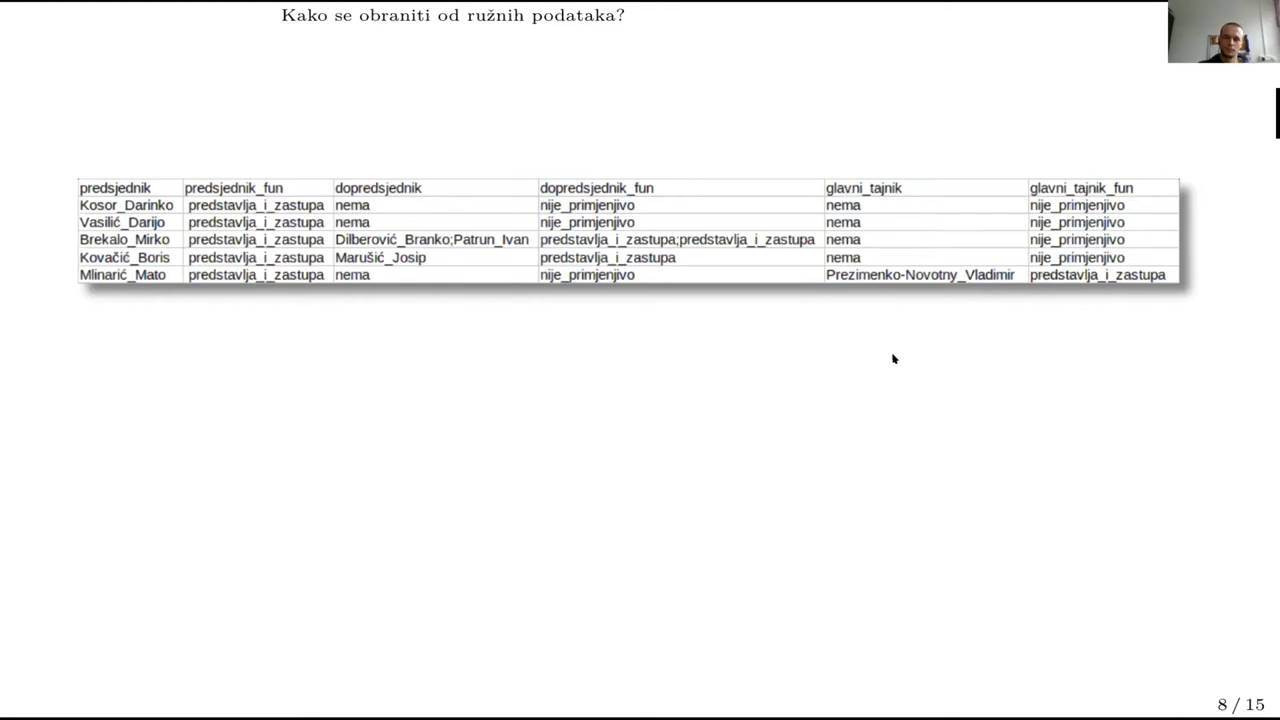 Kako se obraniti od ružnih podataka?
predsjednik predsjednik_fun dopredsjednik dopredsjednik_fun glavni_tajnik glavni_tajnik_fun
Kosor_Darinko predstavlja_i_zastupa nema nije_primjenjivo nema nije_primjenjivo
Vasilić_Darijo predstavlja_i_zastupa nema nije_primjenjivo nema nije_primjenjivo
Brekalo_Mirko predstavlja_i_zastupa Dilberović_Branko;Patrun_Ivan predstavlja_i_zastupa;predstavlja_i_zastupa nema nije_primjenjivo
Kovačić_Boris predstavlja_i_zastupa Marušić_Josip predstavlja_i_zastupa nema nije_primjenjivo
Mlinarić_Mato predstavlja_i_zastupa nema nije_primjenjivo Prezimenko-Novotny_Vladimir predstavlja_i_zastupa
8 / 15